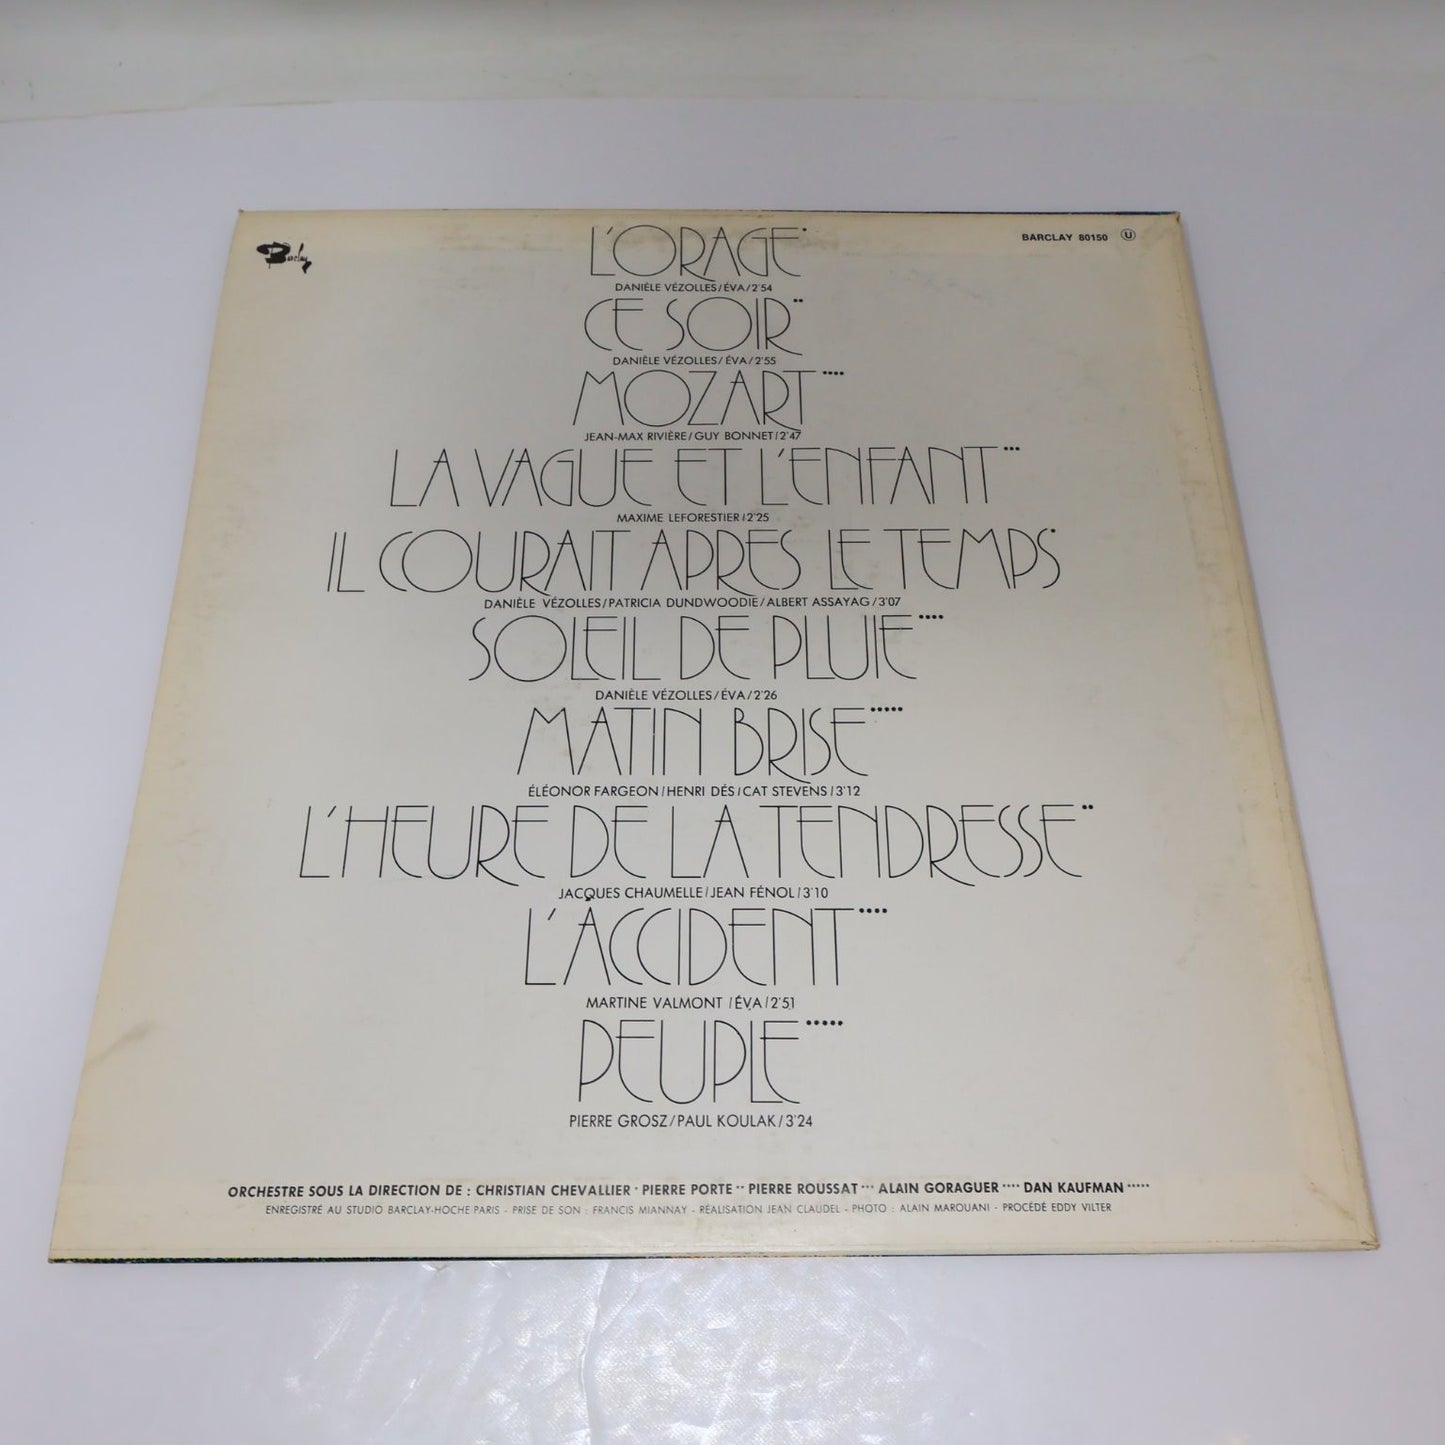 Barclay
BARCLAY 80150 U
L'ORAGE•
DANIÈLE VÉZOLLES/ÉVA/2'54
CE SOIR••
DANIÈLE VÉZOLLES/ÉVA/2'55
MOZART••••
JEAN-MAX RIVIÈRE/GUY BONNET/2'47
LA VAGUE ET L'ENFANT•••
MAXIME LEFORESTIER/2'25
IL COURAIT APRES LE TEMPS•
DANIÈLE VÉZOLLES/PATRICIA DUNDWOODIE/ALBERT ASSAYAG/3'07
SOLEIL DE PLUIE••••
DANIÈLE VÉZOLLES/ÉVA/2'26
MATIN BRISE•••••
ÉLÉONOR FARGEON/HENRI DÈS/CAT STEVENS/3'12
L'HEURE DE LA TENDRESSE••
JACQUES CHAUMELLE/JEAN FÉNOL/3'10
L'ACCIDENT••••
MARTINE VALMONT /ÉVA/2'51
PEUPLE•••••
PIERRE GROSZ/PAUL KOULAK/3'24
ORCHESTRE SOUS LA DIRECTION DE : CHRISTIAN CHEVALLIER • PIERRE PORTE •• PIERRE ROUSSAT ••• ALAIN GORAGUER •••• DAN KAUFMAN •••••
ENREGISTRÉ AU STUDIO BARCLAY-HOCHE PARIS - PRISE DE SON : FRANCIS MIANNAY - RÉALISATION JEAN CLAUDEL - PHOTO : ALAIN MAROUANI - PROCÉDÉ EDDY VILTER